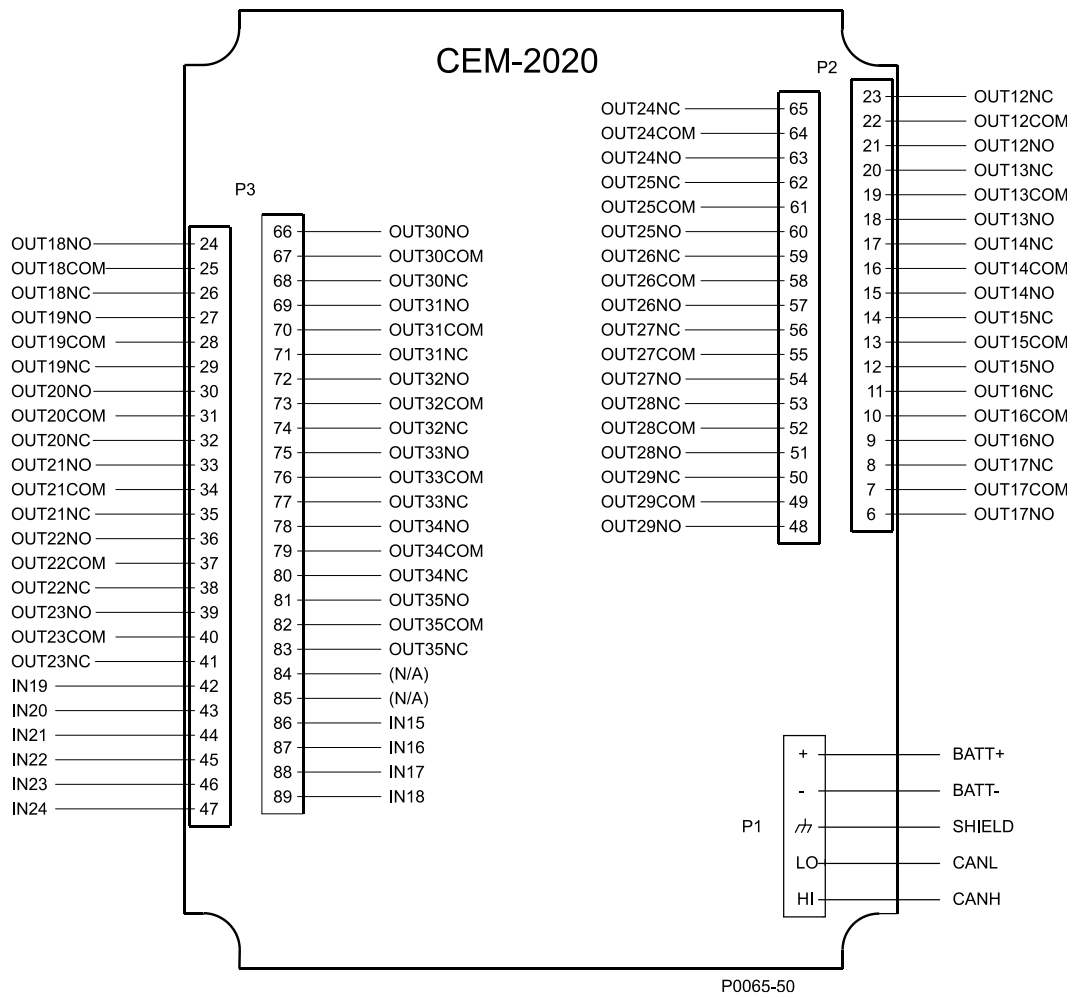 CEM-2020
P2
OUT24NC 65
OUT24COM 64
OUT24NO 63
OUT25NC 62
OUT25COM 61
OUT25NO 60
OUT26NC 59
OUT26COM 58
OUT26NO 57
OUT27NC 56
OUT27COM 55
OUT27NO 54
OUT28NC 53
OUT28COM 52
OUT28NO 51
OUT29NC 50
OUT29COM 49
OUT29NO 48
23 OUT12NC
22 OUT12COM
21 OUT12NO
20 OUT13NC
19 OUT13COM
18 OUT13NO
17 OUT14NC
16 OUT14COM
15 OUT14NO
14 OUT15NC
13 OUT15COM
12 OUT15NO
11 OUT16NC
10 OUT16COM
9 OUT16NO
8 OUT17NC
7 OUT17COM
6 OUT17NO
P3
OUT18NO 24
OUT18COM 25
OUT18NC 26
OUT19NO 27
OUT19COM 28
OUT19NC 29
OUT20NO 30
OUT20COM 31
OUT20NC 32
OUT21NO 33
OUT21COM 34
OUT21NC 35
OUT22NO 36
OUT22COM 37
OUT22NC 38
OUT23NO 39
OUT23COM 40
OUT23NC 41
IN19 42
IN20 43
IN21 44
IN22 45
IN23 46
IN24 47
66 OUT30NO
67 OUT30COM
68 OUT30NC
69 OUT31NO
70 OUT31COM
71 OUT31NC
72 OUT32NO
73 OUT32COM
74 OUT32NC
75 OUT33NO
76 OUT33COM
77 OUT33NC
78 OUT34NO
79 OUT34COM
80 OUT34NC
81 OUT35NO
82 OUT35COM
83 OUT35NC
84 (N/A)
85 (N/A)
86 IN15
87 IN16
88 IN17
89 IN18
P1
+ BATT+
- BATT-
SHIELD
LO CANL
HI CANH
P0065-50